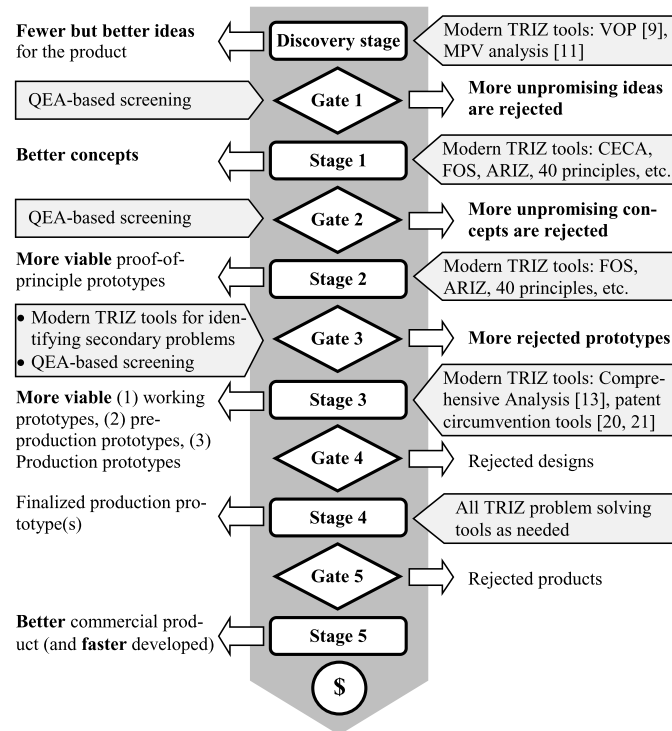 Fewer but better ideas
for the product
Discovery stage
Modern TRIZ tools: VOP [9],
MPV analysis [11]
QEA-based screening
Gate 1
More unpromising ideas
are rejected
Better concepts
Stage 1
Modern TRIZ tools: CECA,
FOS, ARIZ, 40 principles, etc.
QEA-based screening
Gate 2
More unpromising con-
cepts are rejected
More viable proof-of-
principle prototypes
Stage 2
Modern TRIZ tools: FOS,
ARIZ, 40 principles, etc.
• Modern TRIZ tools for iden-
tifying secondary problems
• QEA-based screening
Gate 3
More rejected prototypes
More viable (1) working
prototypes, (2) pre-
production prototypes, (3)
Production prototypes
Stage 3
Modern TRIZ tools: Compre-
hensive Analysis [13], patent
circumvention tools [20, 21]
Gate 4
Rejected designs
Finalized production pro-
totype(s)
Stage 4
All TRIZ problem solving
tools as needed
Gate 5
Rejected products
Better commercial prod-
uct (and faster developed)
Stage 5
$